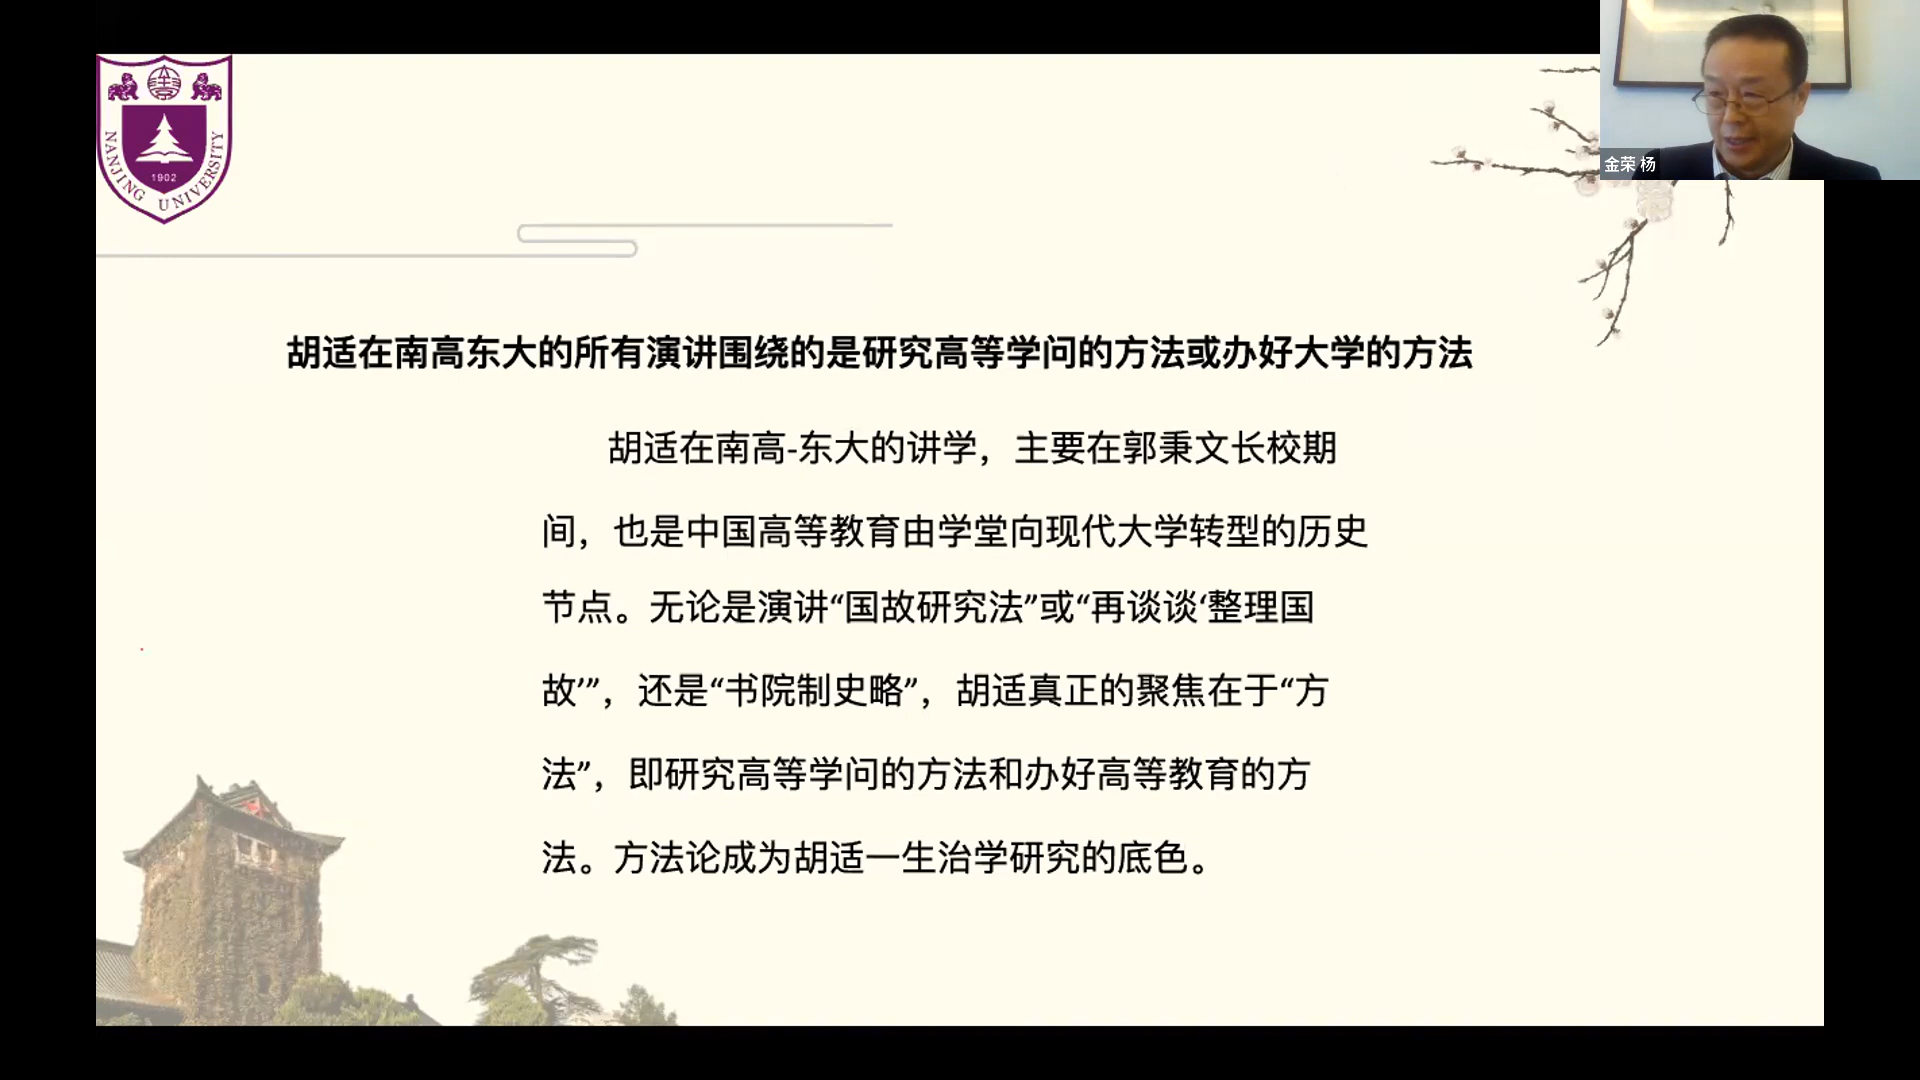 NANJING UNIVERSITY
1902
金荣 杨
胡适在南高东大的所有演讲围绕的是研究高等学问的方法或办好大学的方法
胡适在南高-东大的讲学，主要在郭秉文长校期
间，也是中国高等教育由学堂向现代大学转型的历史
节点。无论是演讲“国故研究法”或“再谈谈‘整理国
故’”，还是“书院制史略”，胡适真正的聚焦在于“方
法”，即研究高等学问的方法和办好高等教育的方
法。方法论成为胡适一生治学研究的底色。